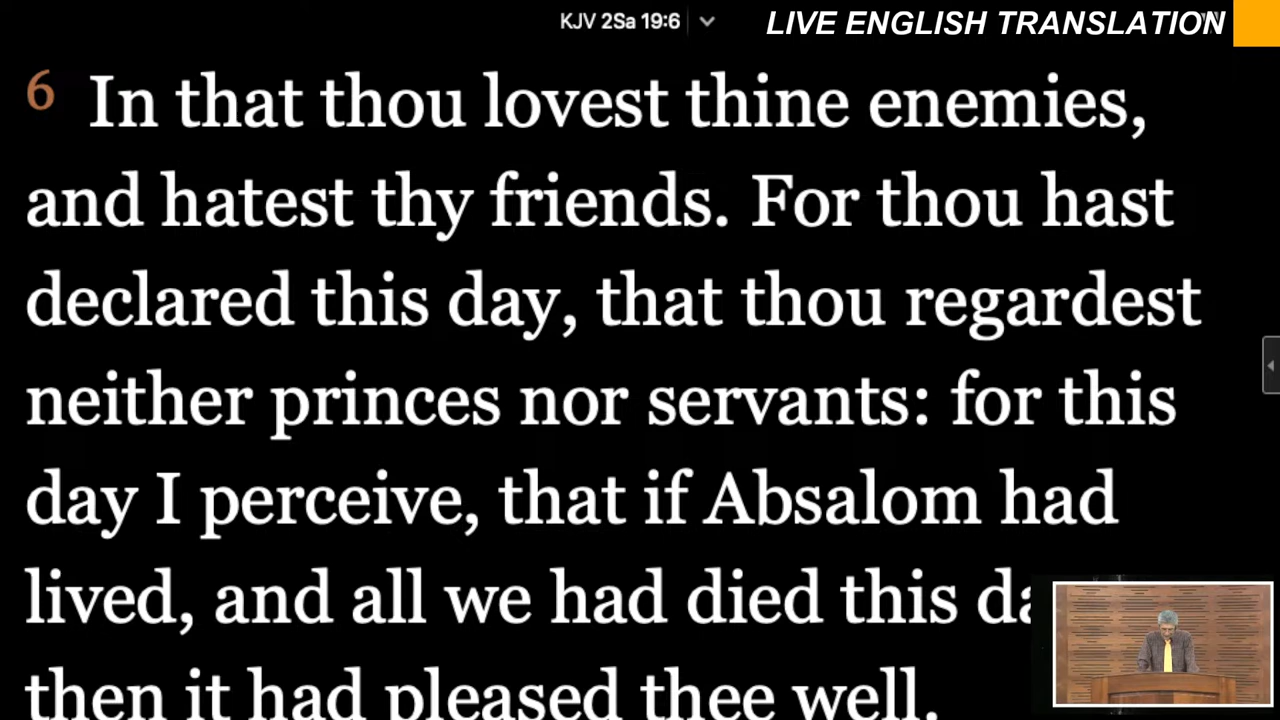 KJV 2Sa 19:6
LIVE ENGLISH TRANSLATION
6 In that thou lovest thine enemies,
and hatest thy friends. For thou hast
declared this day, that thou regardest
neither princes nor servants: for this
day I perceive, that if Absalom had
lived, and all we had died this
then it had pleased thee well.